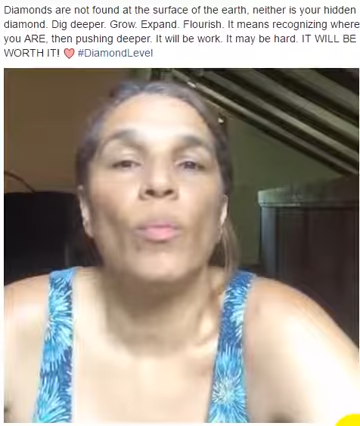 Diamonds are not found at the surface of the earth, neither is your hidden
diamond. Dig deeper. Grow. Expand. Flourish. It means recognizing where
you ARE, then pushing deeper. It will be work. It may be hard. IT WILL BE
WORTH IT! 💓 #DiamondLevel